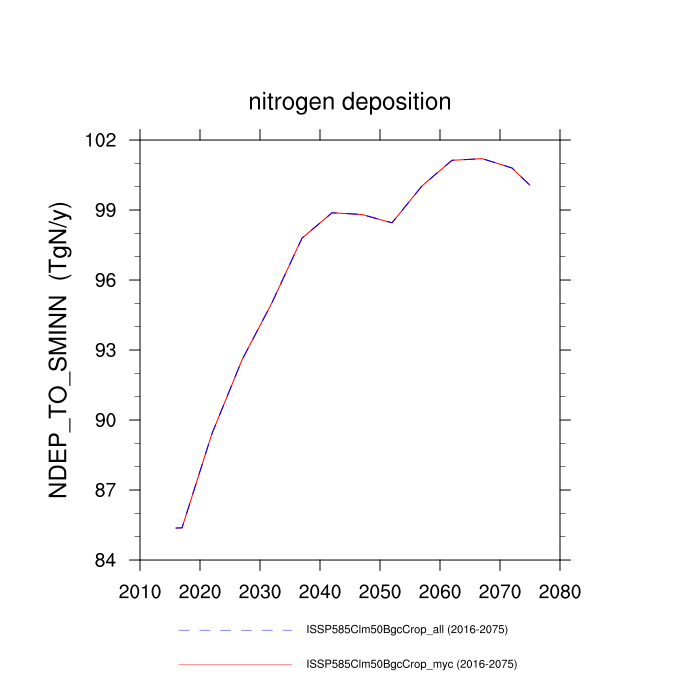 nitrogen deposition
NDEP_TO_SMINN (TgN/y)
102
99
96
93
90
87
84
2010 2020 2030 2040 2050 2060 2070 2080
ISSP585Clm50BgcCrop_all (2016-2075)
ISSP585Clm50BgcCrop_myc (2016-2075)